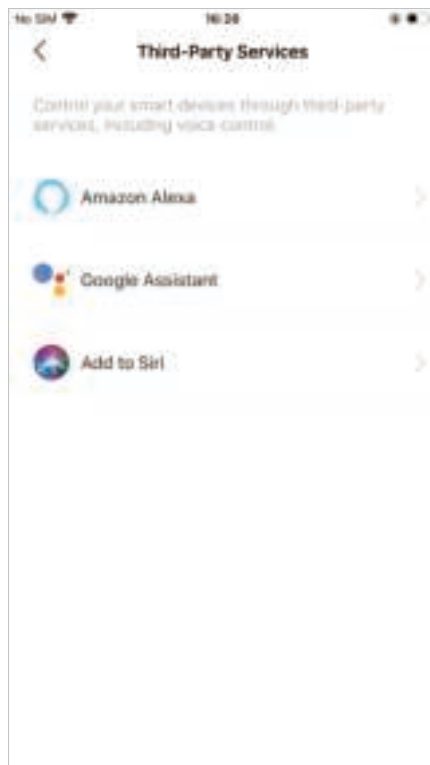 No SIM 16:38
Third-Party Services
Control your smart devices through third-party
services, including voice control.
Amazon Alexa
Google Assistant
Add to Siri